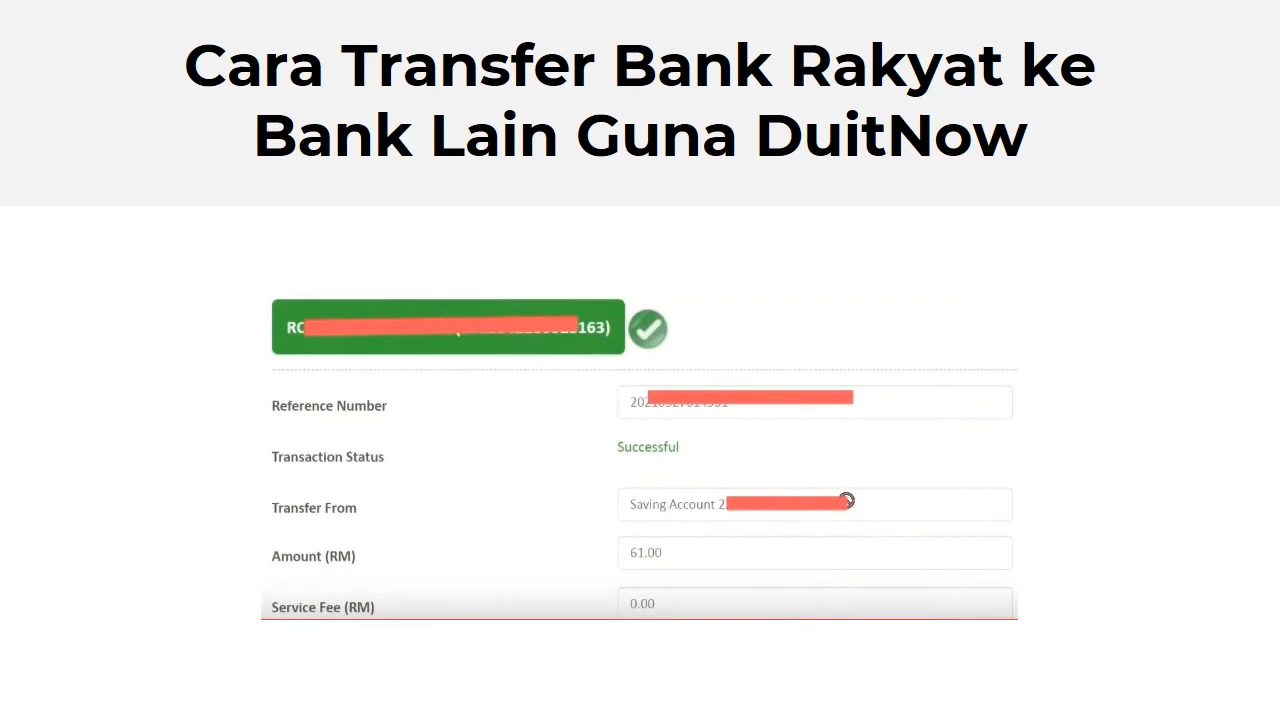 Cara Transfer Bank Rakyat ke
Bank Lain Guna DuitNow
163)
Reference Number
Transaction Status
Successful
Transfer From
Saving Account
Amount (RM)
61.00
Service Fee (RM)
0.00